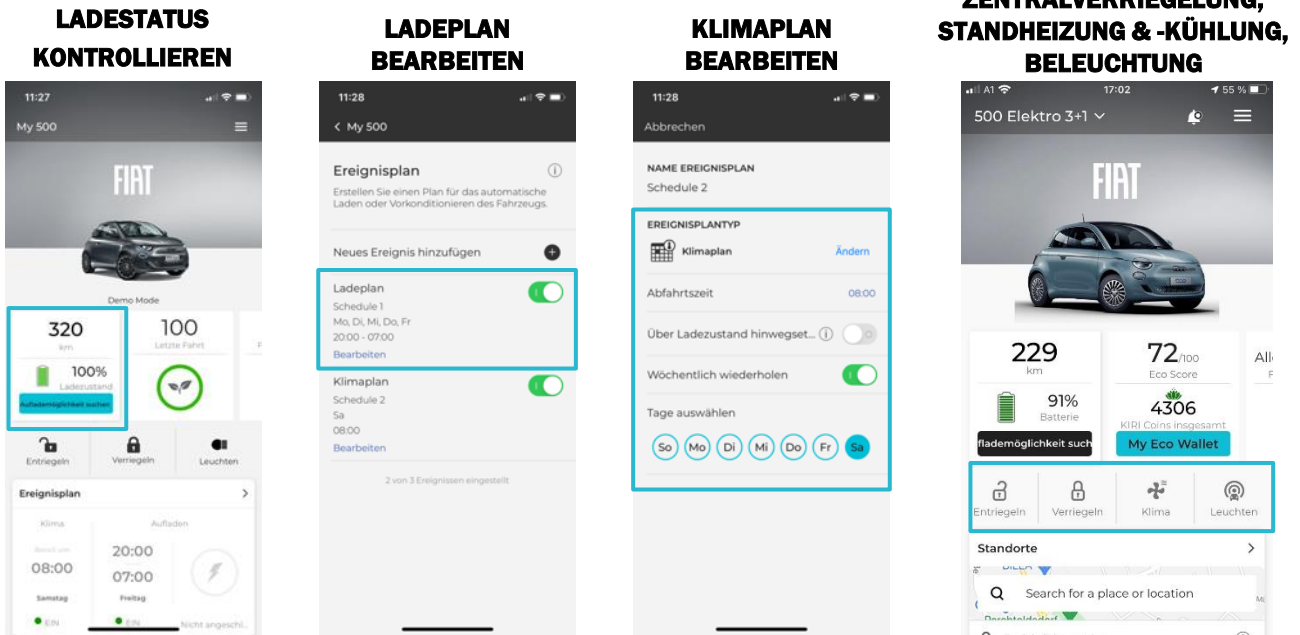 LADESTATUS
KONTROLLIEREN
11:27
My 500
FIAT
Demo Mode
320
km
100%
Ladezustand
Auflademöglichkeit suchen
100
Letzte Fahrt
Entriegeln
Verriegeln
Leuchten
Ereignisplan
Klima
Aufladen
08:00
20:00
07:00
Samstag
Freitag
EIN
EIN
Nicht angeschl...
LADEPLAN
BEARBEITEN
11:28
My 500
Ereignisplan
Erstellen Sie einen Plan für das automatische
Laden oder Vorkonditionieren des Fahrzeugs.
Neues Ereignis hinzufügen
Ladeplan
Schedule 1
Mo, Di, Mi, Do, Fr
20:00 - 07:00
Bearbeiten
Klimaplan
Schedule 2
Sa
08:00
Bearbeiten
2 von 3 Ereignissen eingestellt
KLIMAPLAN
BEARBEITEN
11:28
Abbrechen
NAME EREIGNISPLAN
Schedule 2
EREIGNISPLANTYP
Klimaplan
Ändern
Abfahrtszeit
08:00
Über Ladezustand hinwegset...
Wöchentlich wiederholen
Tage auswählen
So Mo Di Mi Do Fr Sa
ZENTRALVERRIEGELUNG,
STANDHEIZUNG & -KÜHLUNG,
BELEUCHTUNG
A1
17:02
55 %
500 Elektro 3+1
FIAT
229
km
91%
Batterie
flademöglichkeit such
72/100
Eco Score
4306
KIRI Coins insgesamt
My Eco Wallet
Entriegeln
Verriegeln
Klima
Leuchten
Standorte
BILLA
Search for a place or location
Perchtoldsdorf